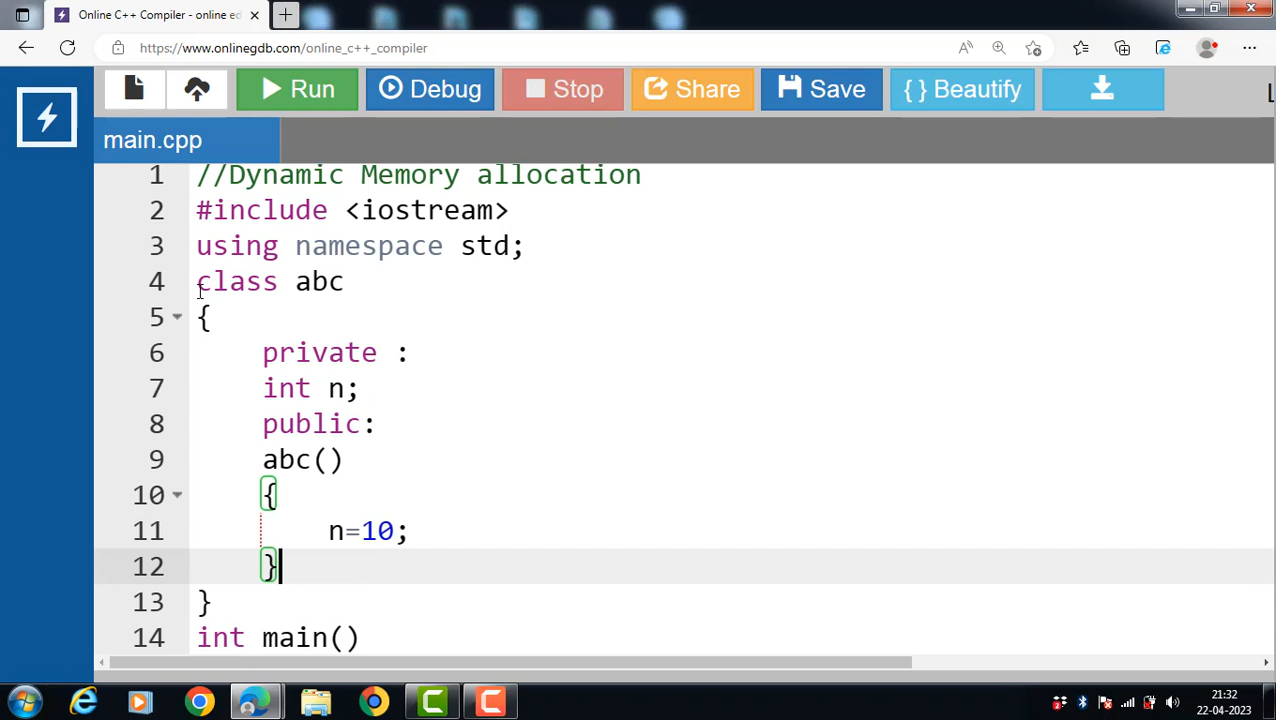 Online C++ Compiler - online ed
https://www.onlinegdb.com/online_c++_compiler
Run
Debug
Stop
Share
Save
{ } Beautify
L
main.cpp
1 //Dynamic Memory allocation
2 #include <iostream>
3 using namespace std;
4 class abc
5 {
6 private :
7 int n;
8 public:
9 abc()
10 {
11 n=10;
12 }
13 }
14 int main()
21:32
22-04-2023